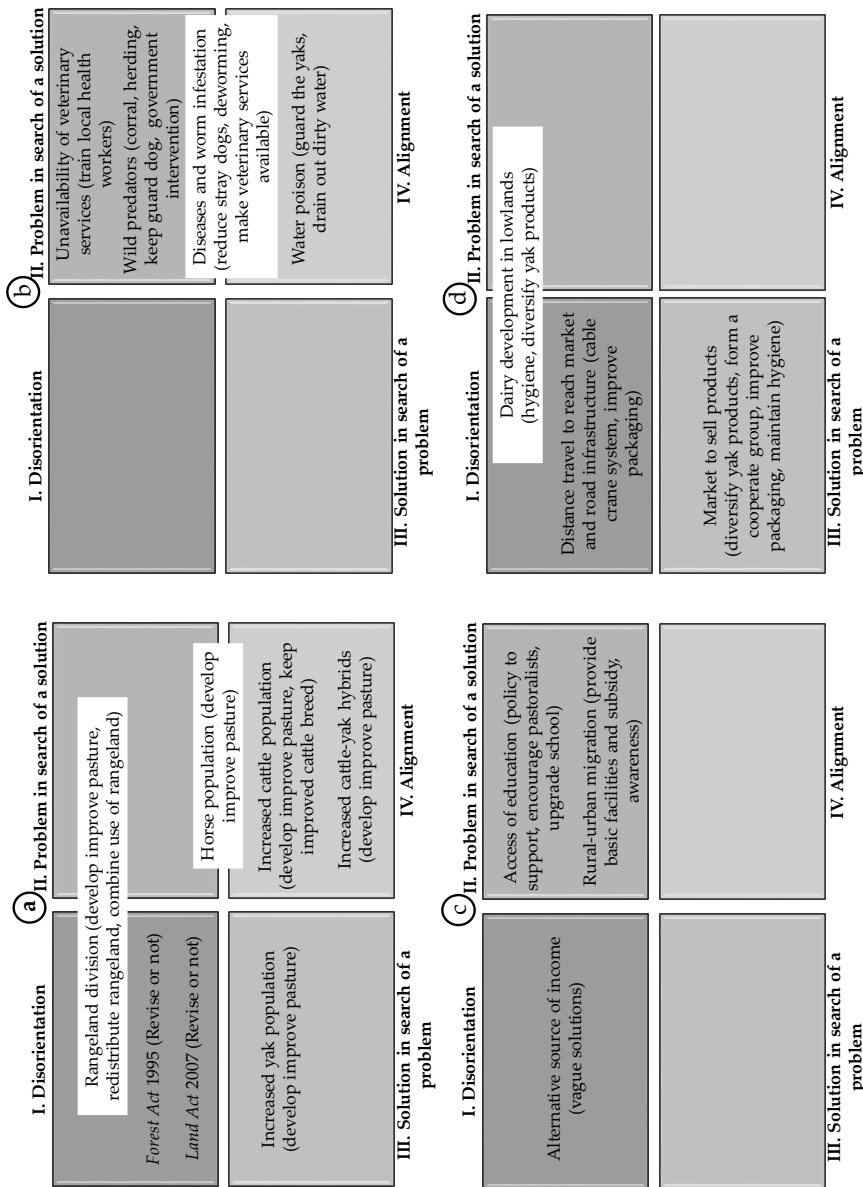 a
I. Disorientation
II. Problem in search of a solution
Rangeland division (develop improve pasture,
redistribute rangeland, combine use of rangeland)
Forest Act 1995 (Revise or not)
Land Act 2007 (Revise or not)
Horse population (develop
improve pasture)
Increased yak population
(develop improve pasture)
Increased cattle population
(develop improve pasture, keep
improved cattle breed)
Increased cattle-yak hybrids
(develop improve pasture)
III. Solution in search of a
problem
IV. Alignment
b
I. Disorientation
II. Problem in search of a solution
Unavailability of veterinary
services (train local health
workers)
Wild predators (corral, herding,
keep guard dog, government
intervention)
Diseases and worm infestation
(reduce stray dogs, deworming,
make veterinary services
available)
Water poison (guard the yaks,
drain out dirty water)
III. Solution in search of a
problem
IV. Alignment
c
I. Disorientation
II. Problem in search of a solution
Alternative source of income
(vague solutions)
Access of education (policy to
support, encourage pastoralists,
upgrade school)
Rural-urban migration (provide
basic facilities and subsidy,
awareness)
III. Solution in search of a
problem
IV. Alignment
d
I. Disorientation
II. Problem in search of a solution
Dairy development in lowlands
(hygiene, diversify yak products)
Distance travel to reach market
and road infrastructure (cable
crane system, improve
packaging)
Market to sell products
(diversify yak products, form a
cooperate group, improve
packaging, maintain hygiene)
III. Solution in search of a
problem
IV. Alignment